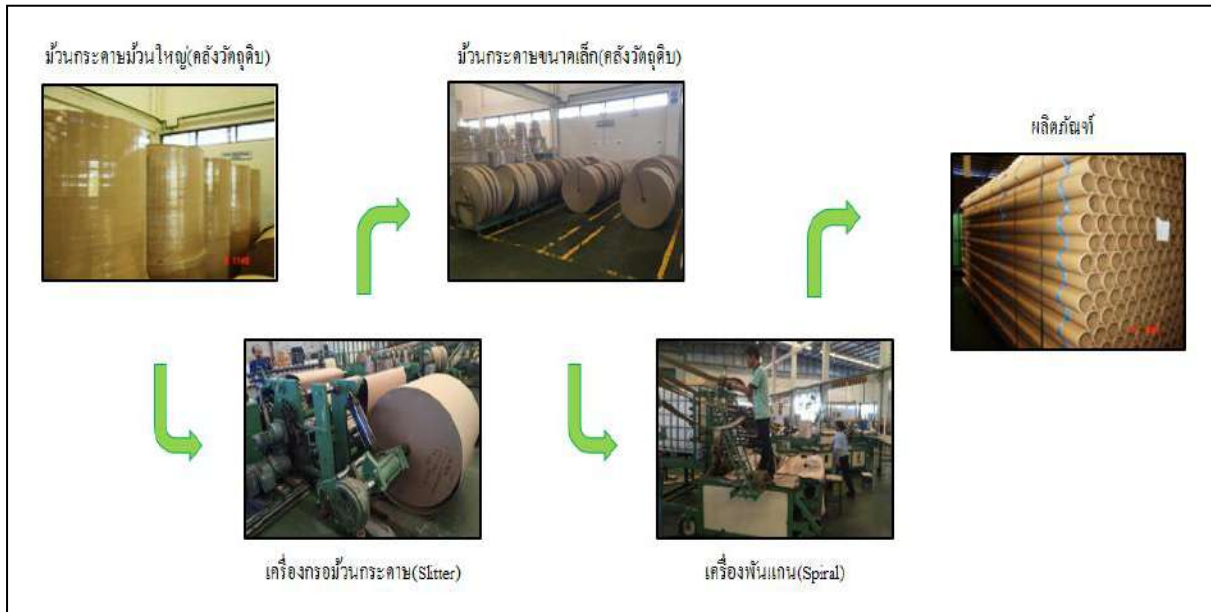 ม้วนกระดาษม้วนใหญ่(คลังวัตถุดิบ)
ม้วนกระดาษขนาดเล็ก(คลังวัตถุดิบ)
ผลิตภัณฑ์
เครื่องกรอม้วนกระดาษ(Slitter)
เครื่องพันแกน(Spiral)